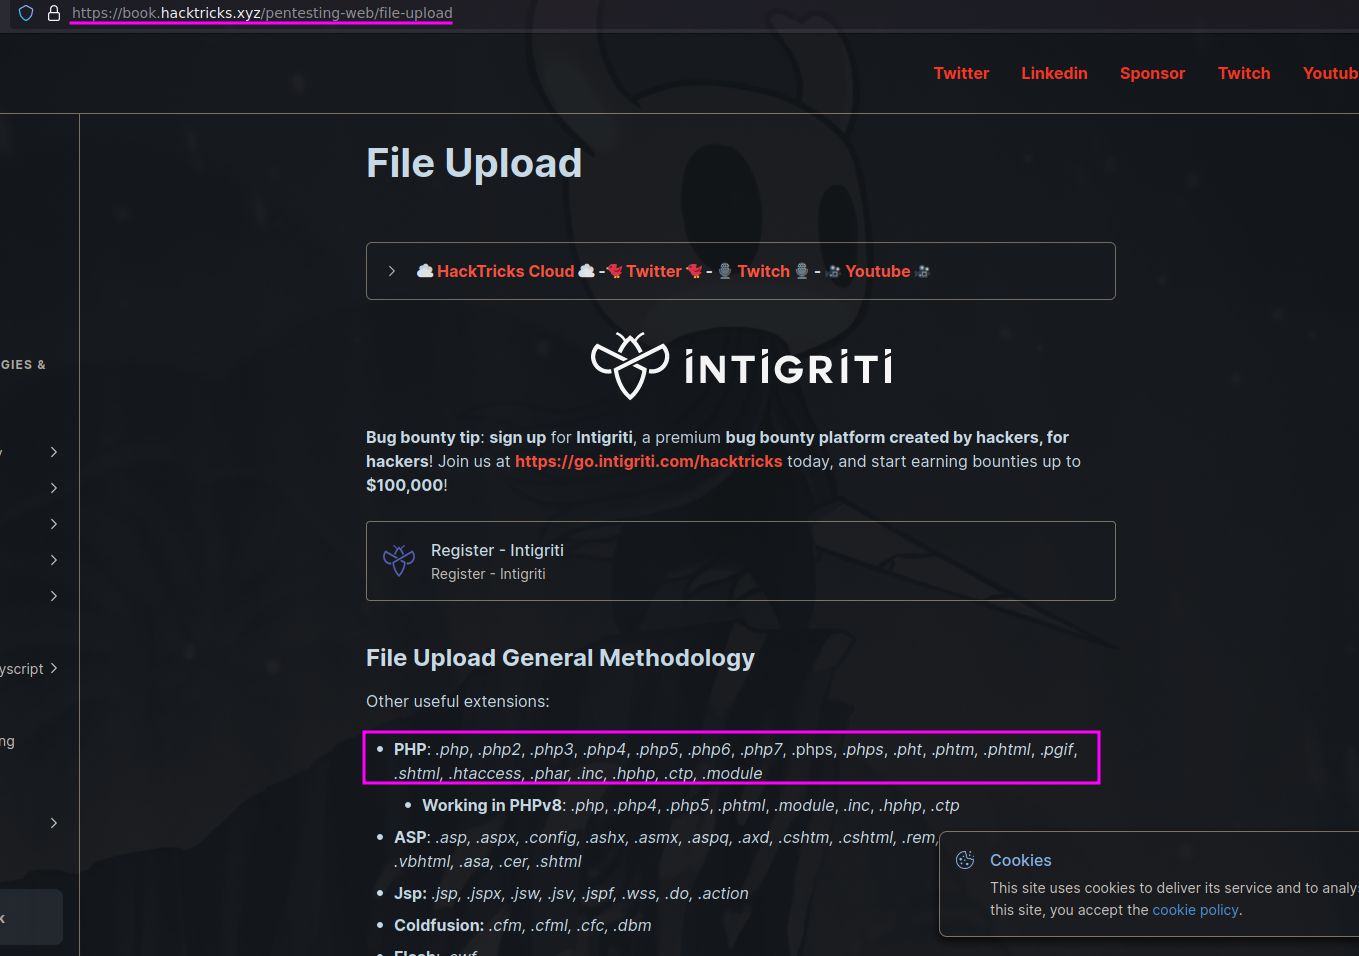 https://book.hacktricks.xyz/pentesting-web/file-upload
Twitter Linkedin Sponsor Twitch Youtub
File Upload
HackTricks Cloud - Twitter - Twitch - Youtube
GIES &
INTIGRITI
Bug bounty tip: sign up for Intigriti, a premium bug bounty platform created by hackers, for
hackers! Join us at https://go.intigriti.com/hacktricks today, and start earning bounties up to
$100,000!
Register - Intigriti
Register - Intigriti
File Upload General Methodology
yscript
Other useful extensions:
ng
• PHP: .php, .php2, .php3, .php4, .php5, .php6, .php7, .phps, .phps, .pht, .phtm, .phtml, .pgif,
.shtml, .htaccess, .phar, .inc, .hphp, .ctp, .module
• Working in PHPv8: .php, .php4, .php5, .phtml, .module, .inc, .hphp, .ctp
• ASP: .asp, .aspx, .config, .ashx, .asmx, .aspq, .axd, .cshtm, .cshtml, .rem,
.vbhtml, .asa, .cer, .shtml
• Jsp: .jsp, .jspx, .jsw, .jsv, .jspf, .wss, .do, .action
• Coldfusion: .cfm, .cfml, .cfc, .dbm
Cookies
This site uses cookies to deliver its service and to analy
this site, you accept the cookie policy.